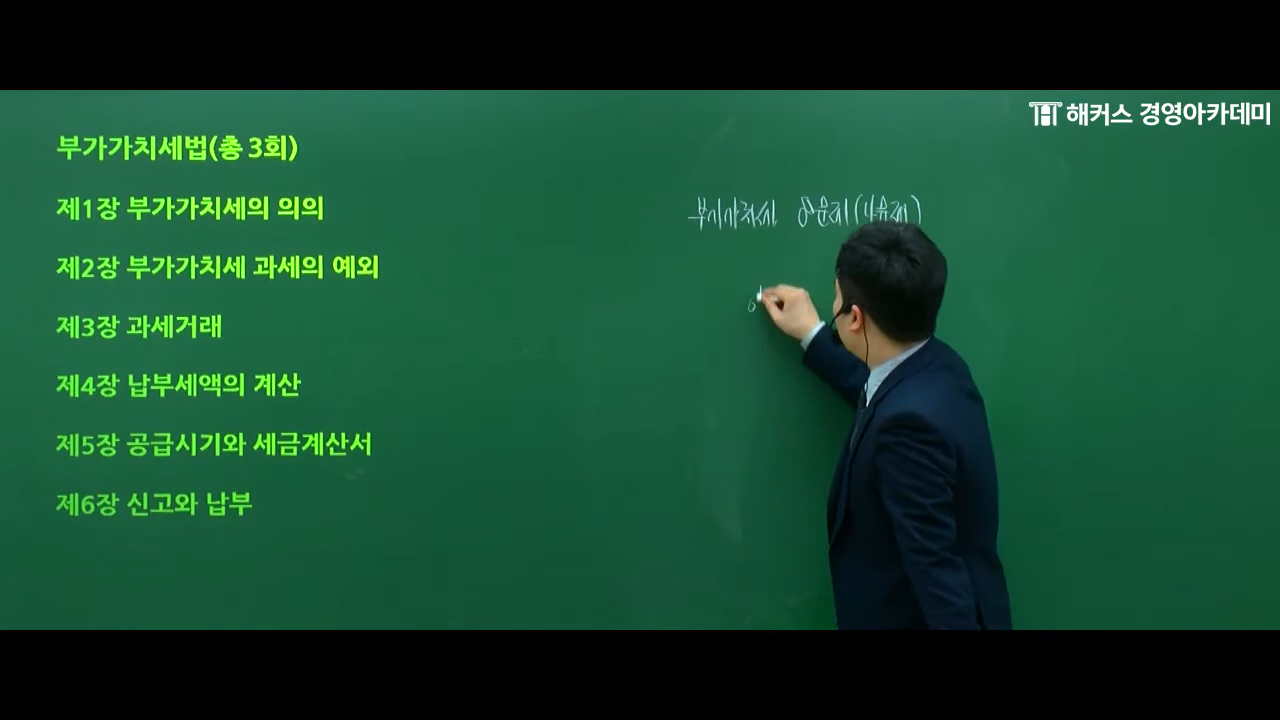 해커스 경영아카데미
부가가치세법(총 3회)
제1장 부가가치세의 의의
제2장 부가가치세 과세의 예외
제3장 과세거래
제4장 납부세액의 계산
제5장 공급시기와 세금계산서
제6장 신고와 납부
부가가치세